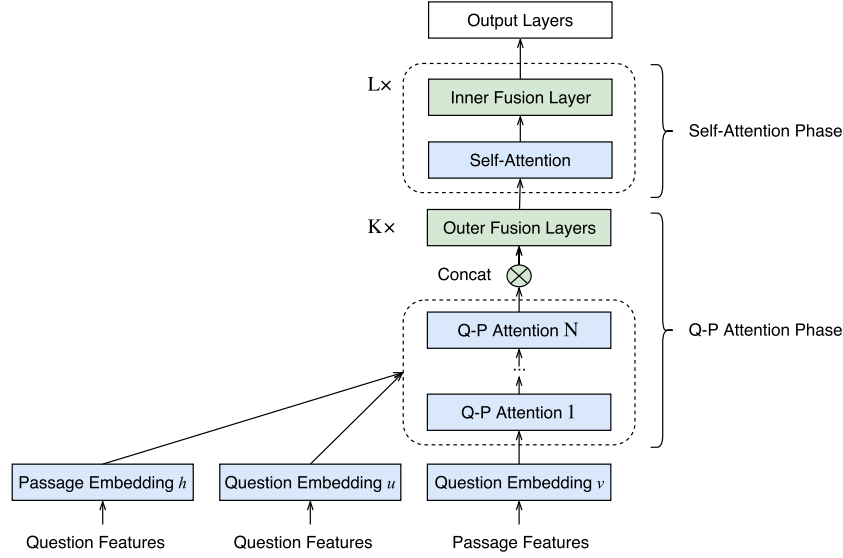 Output Layers
L×
Inner Fusion Layer
Self-Attention
Self-Attention Phase
K×
Outer Fusion Layers
Concat
Q-P Attention N
Q-P Attention Phase
...
Q-P Attention 1
Passage Embedding h
Question Embedding u
Question Embedding v
Question Features
Question Features
Passage Features